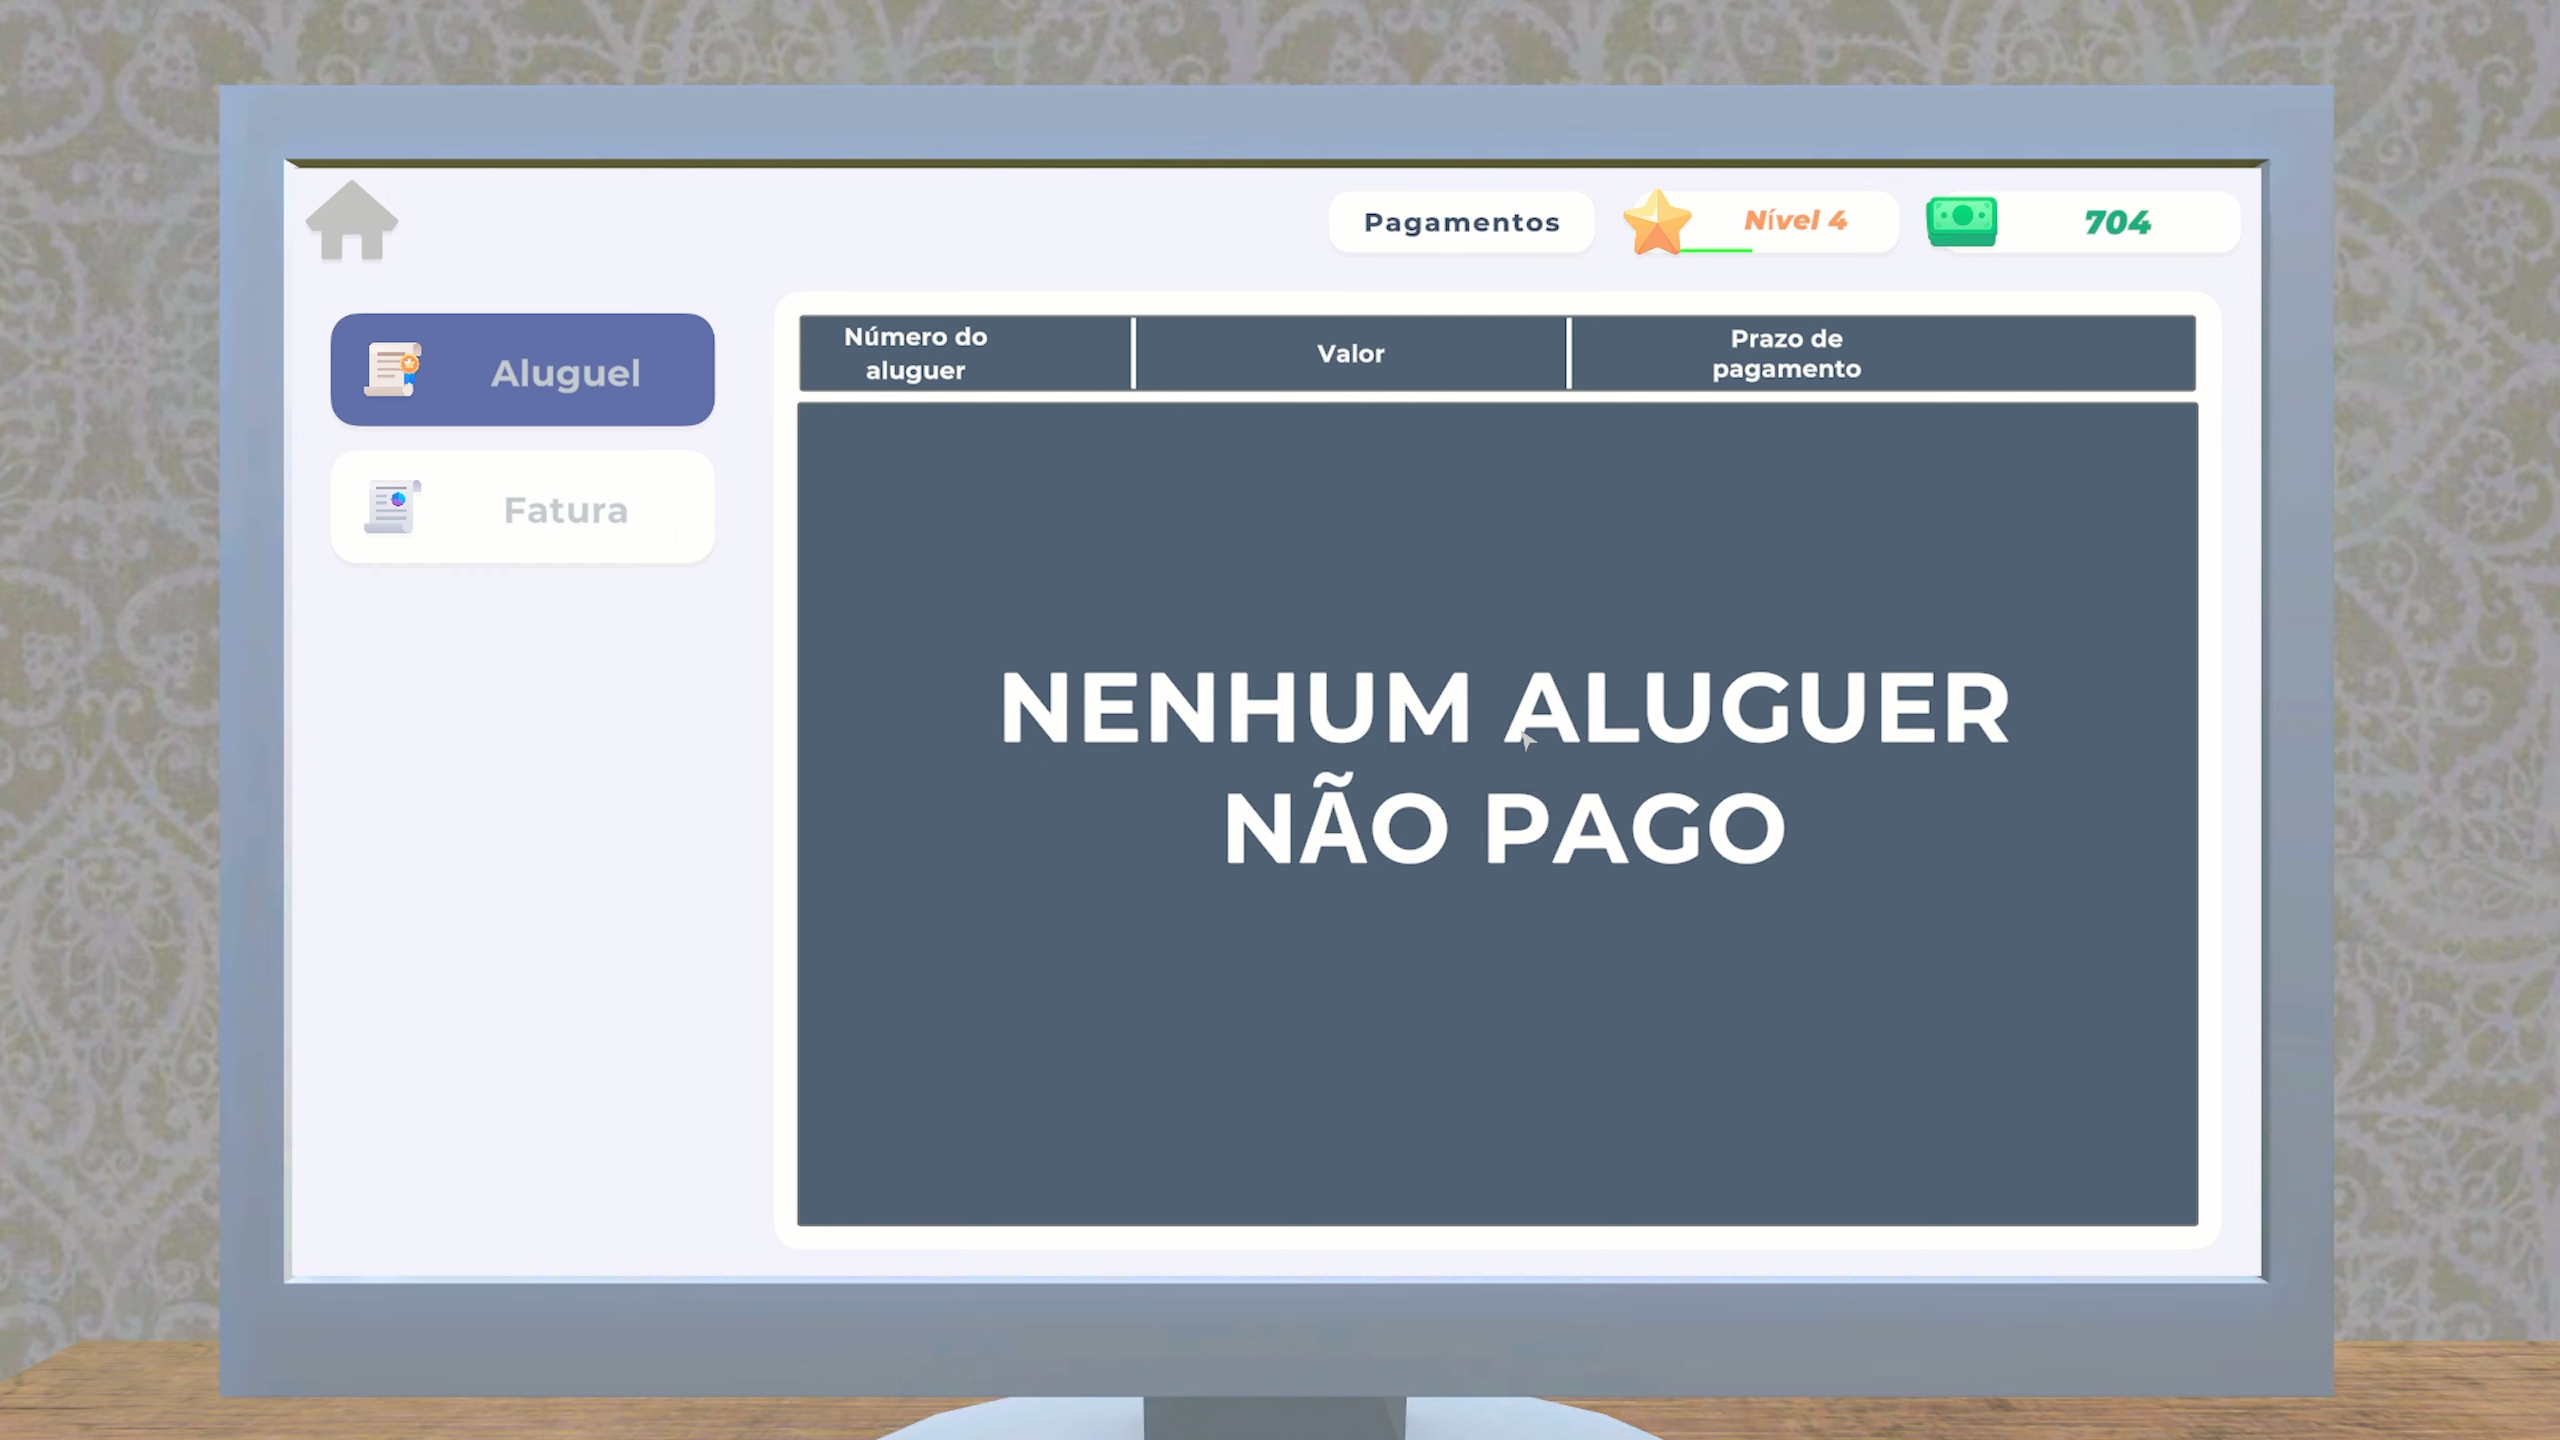 Pagamentos
Nível 4
704
Aluguel
Fatura
Número do
aluguer
Valor
Prazo de
pagamento
NENHUM ALUGUER
NÃO PAGO